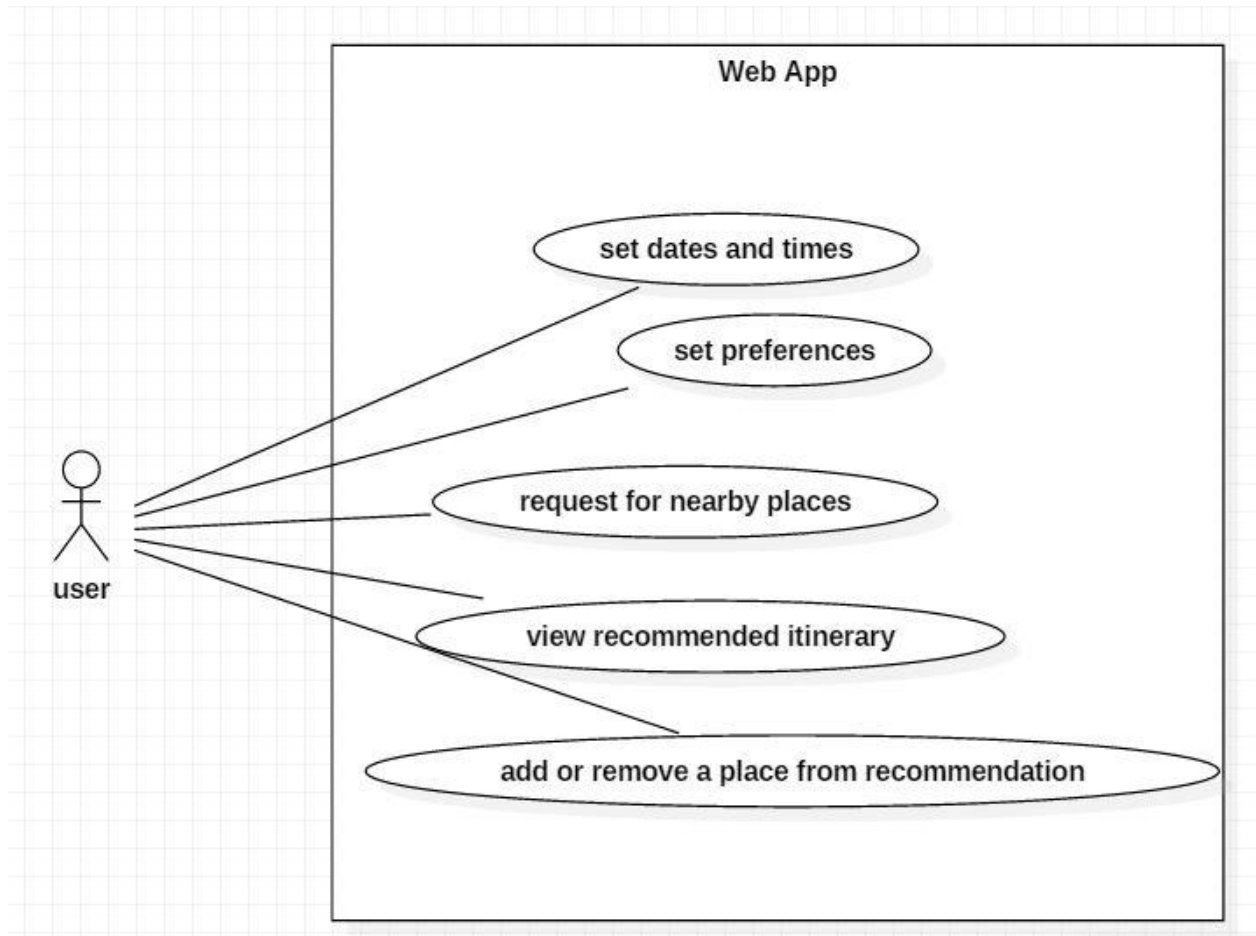 Web App
set dates and times
set preferences
request for nearby places
user
view recommended itinerary
add or remove a place from recommendation